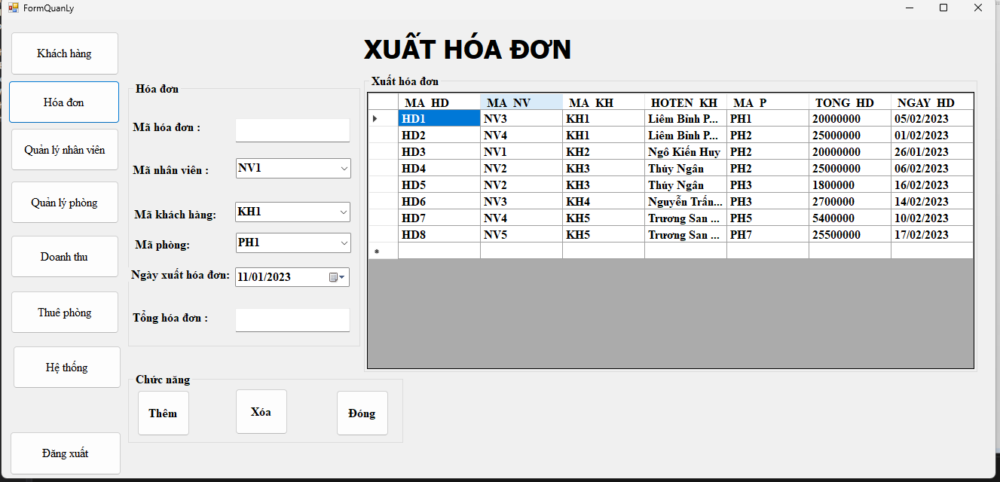 FormQuanLy
Khách hàng
Hóa đơn
Quản lý nhân viên
Quản lý phòng
Doanh thu
Thuê phòng
Hệ thống
Đăng xuất
XUẤT HÓA ĐƠN
Hóa đơn
Mã hóa đơn :
Mã nhân viên : NV1
Mã khách hàng: KH1
Mã phòng: PH1
Ngày xuất hóa đơn: 11/01/2023
Tổng hóa đơn :
Chức năng
Thêm Xóa Đóng
Xuất hóa đơn
MA_HD MA_NV MA_KH HOTEN_KH MA_P TONG_HD NGAY_HD
HD1 NV3 KH1 Liêm Bỉnh P... PH1 20000000 05/02/2023
HD2 NV4 KH1 Liêm Bỉnh P... PH2 25000000 01/02/2023
HD3 NV1 KH2 Ngô Kiến Huy PH2 20000000 26/01/2023
HD4 NV2 KH3 Thúy Ngân PH2 25000000 06/02/2023
HD5 NV2 KH3 Thúy Ngân PH3 1800000 16/02/2023
HD6 NV3 KH4 Nguyễn Trấn... PH3 2700000 14/02/2023
HD7 NV4 KH5 Trương San ... PH5 5400000 10/02/2023
HD8 NV5 KH5 Trương San ... PH7 25500000 17/02/2023